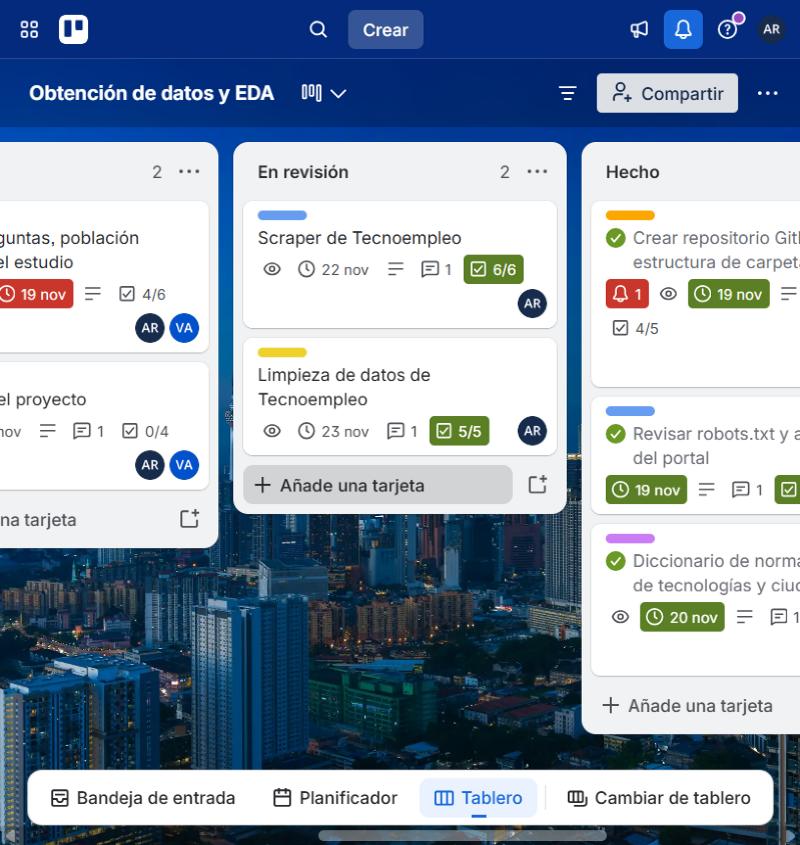 Crear
AR
Obtención de datos y EDA
Compartir
2
guntas, población
el estudio
19 nov
4/6
AR
VA
el proyecto
nov
1
0/4
AR
VA
na tarjeta
En revisión
2
Scraper de Tecnoempleo
22 nov
1
6/6
AR
Limpieza de datos de
Tecnoempleo
23 nov
1
5/5
AR
Añade una tarjeta
Hecho
Crear repositorio Git
estructura de carpet
1
19 nov
4/5
Revisar robots.txt y a
del portal
19 nov
1
Diccionario de norma
de tecnologías y ciu
20 nov
1
Añade una tarjeta
Bandeja de entrada
Planificador
Tablero
Cambiar de tablero